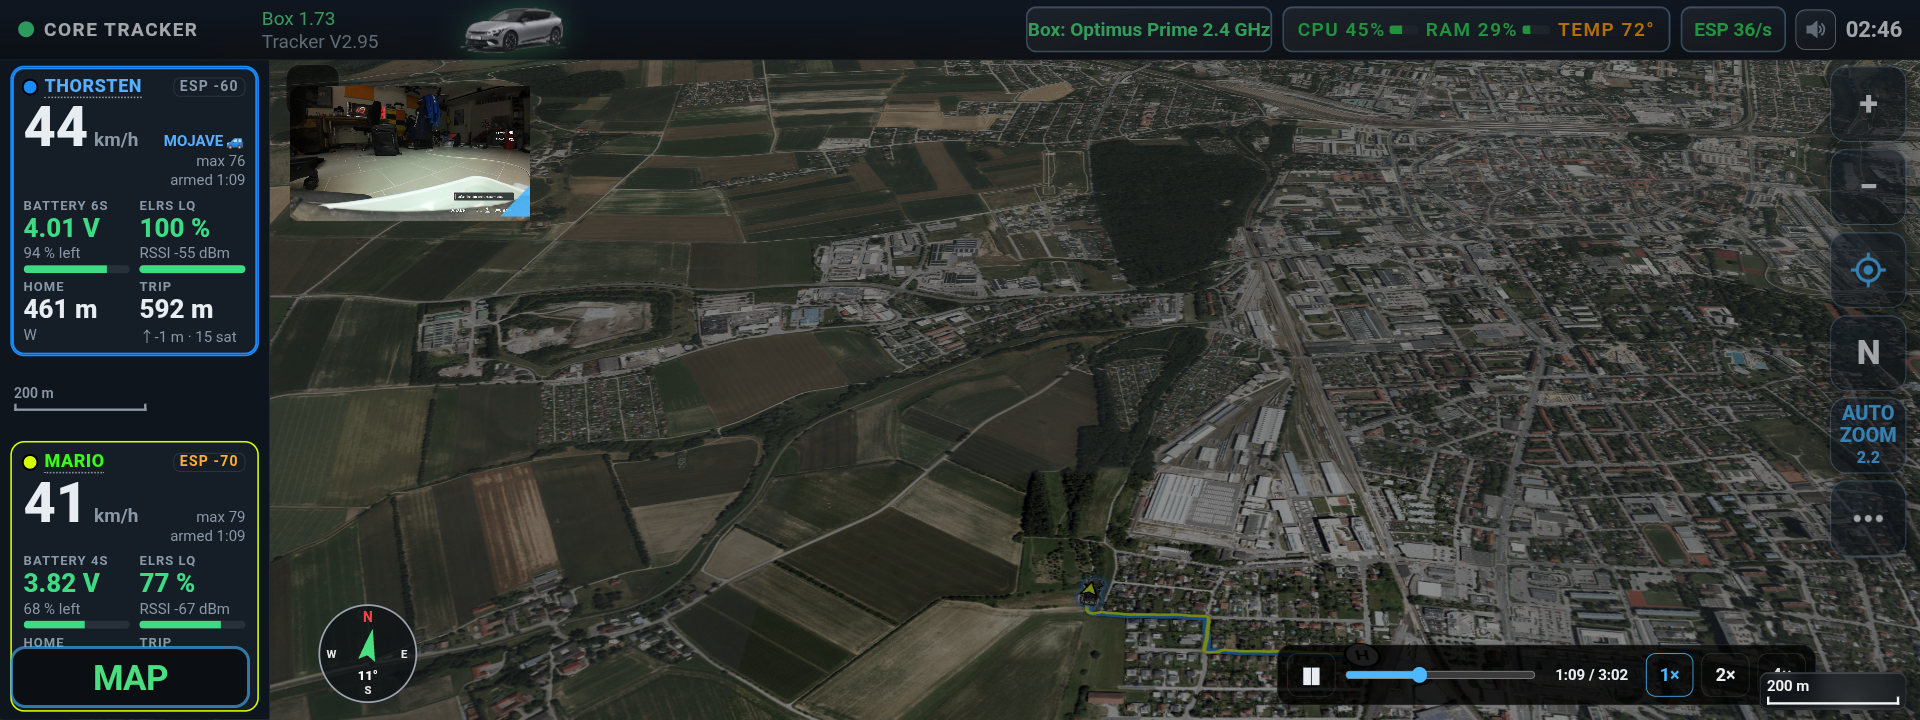 CORE TRACKER
Box 1.73
Tracker V2.95
Box: Optimus Prime 2.4 GHz
CPU 45% RAM 29% TEMP 72°
ESP 36/s
02:46
THORSTEN ESP -60
44 km/h
MOJAVE
max 76
armed 1:09
BATTERY 6S ELRS LQ
4.01 V 100 %
94 % left RSSI -55 dBm
HOME TRIP
461 m 592 m
W ↑ -1 m · 15 sat
200 m
MARIO ESP -70
41 km/h
max 79
armed 1:09
BATTERY 4S ELRS LQ
3.82 V 77 %
68 % left RSSI -67 dBm
HOME TRIP
MAP
N
W E
11°
S
+
−
N
AUTO
ZOOM
2.2
•••
H
1:09 / 3:02 1× 2× 4×
200 m